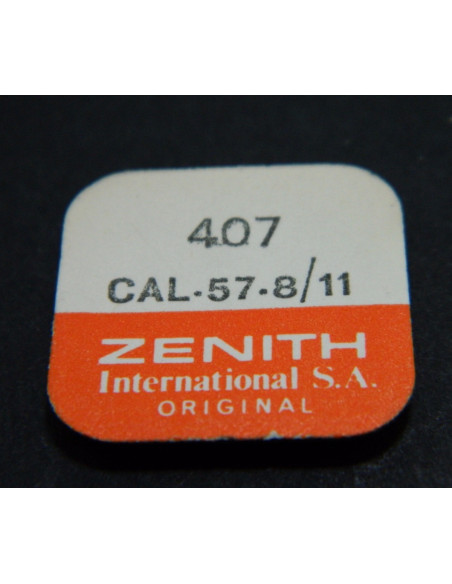 407
CAL·57·8/11
ZENITH
International S.A.
ORIGINAL